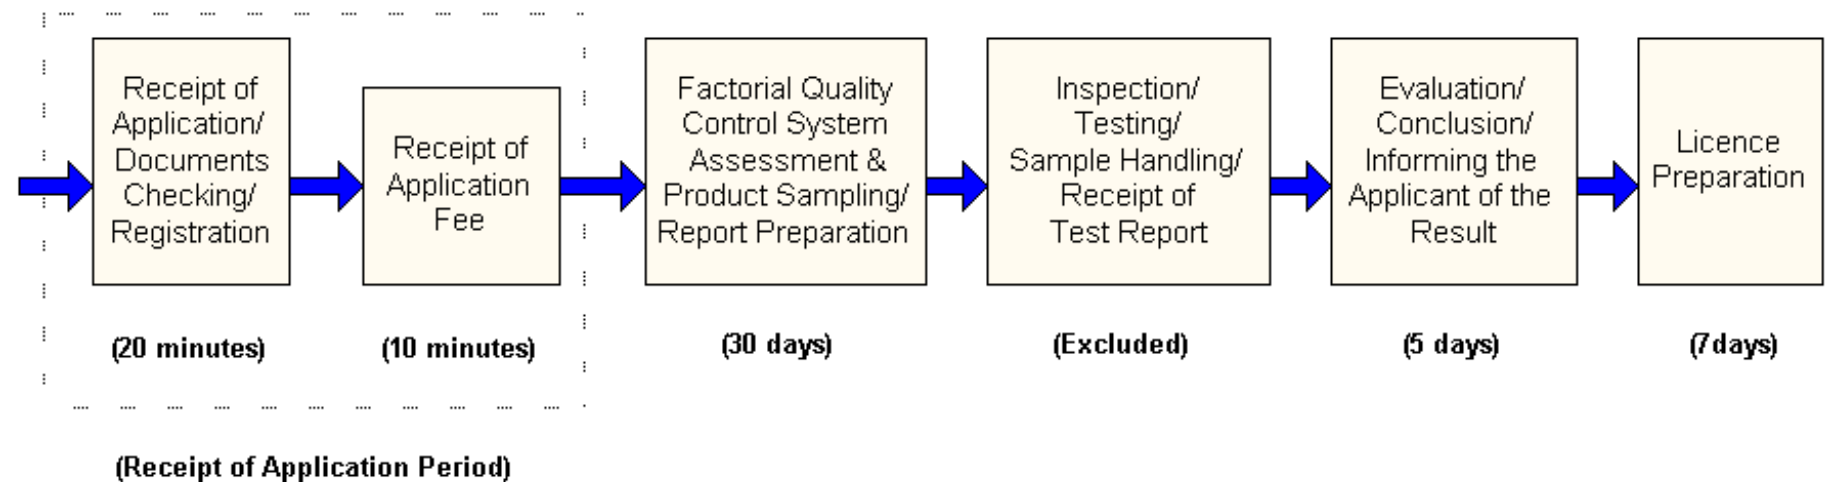 Receipt of
Application/
Documents
Checking/
Registration
Receipt of
Application
Fee
Factorial Quality
Control System
Assessment &
Product Sampling/
Report Preparation
Inspection/
Testing/
Sample Handling/
Receipt of
Test Report
Evaluation/
Conclusion/
Informing the
Applicant of the
Result
Licence
Preparation
(20 minutes)
(10 minutes)
(30 days)
(Excluded)
(5 days)
(7days)
(Receipt of Application Period)